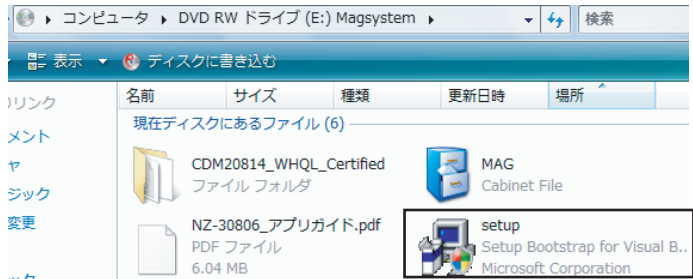 コンピュータ ▸ DVD RW ドライブ (E:) Magsystem ▸ 検索
表示 ディスクに書き込む
リンク 名前 サイズ 種類 更新日時 場所
現在ディスクにあるファイル (6)
メント
ャ
ジック
変更
CDM20814_WHQL_Certified
ファイル フォルダ
MAG
Cabinet File
NZ-30806_アプリガイド.pdf
PDF ファイル
6.04 MB
setup
Setup Bootstrap for Visual B...
Microsoft Corporation